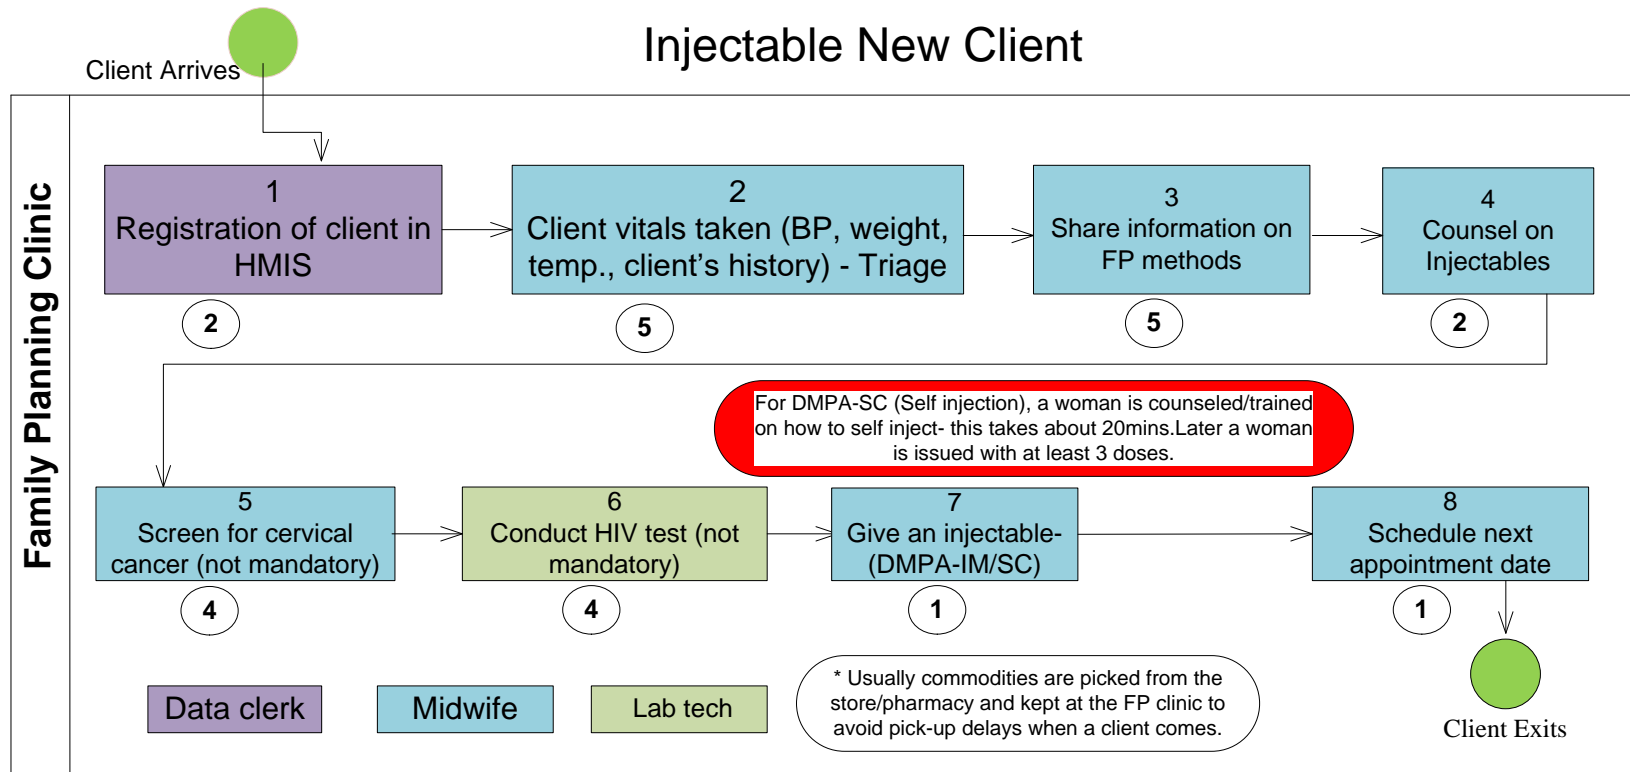 Injectable New Client
Client Arrives
Family Planning Clinic
1
Registration of client in
HMIS
2
2
Client vitals taken (BP, weight,
temp., client’s history) - Triage
5
3
Share information on
FP methods
5
4
Counsel on
Injectables
2
For DMPA-SC (Self injection), a woman is counseled/trained
on how to self inject- this takes about 20mins.Later a woman
is issued with at least 3 doses.
5
Screen for cervical
cancer (not mandatory)
4
6
Conduct HIV test (not
mandatory)
4
7
Give an injectable-
(DMPA-IM/SC)
1
8
Schedule next
appointment date
1
Data clerk
Midwife
Lab tech
* Usually commodities are picked from the
store/pharmacy and kept at the FP clinic to
avoid pick-up delays when a client comes.
Client Exits